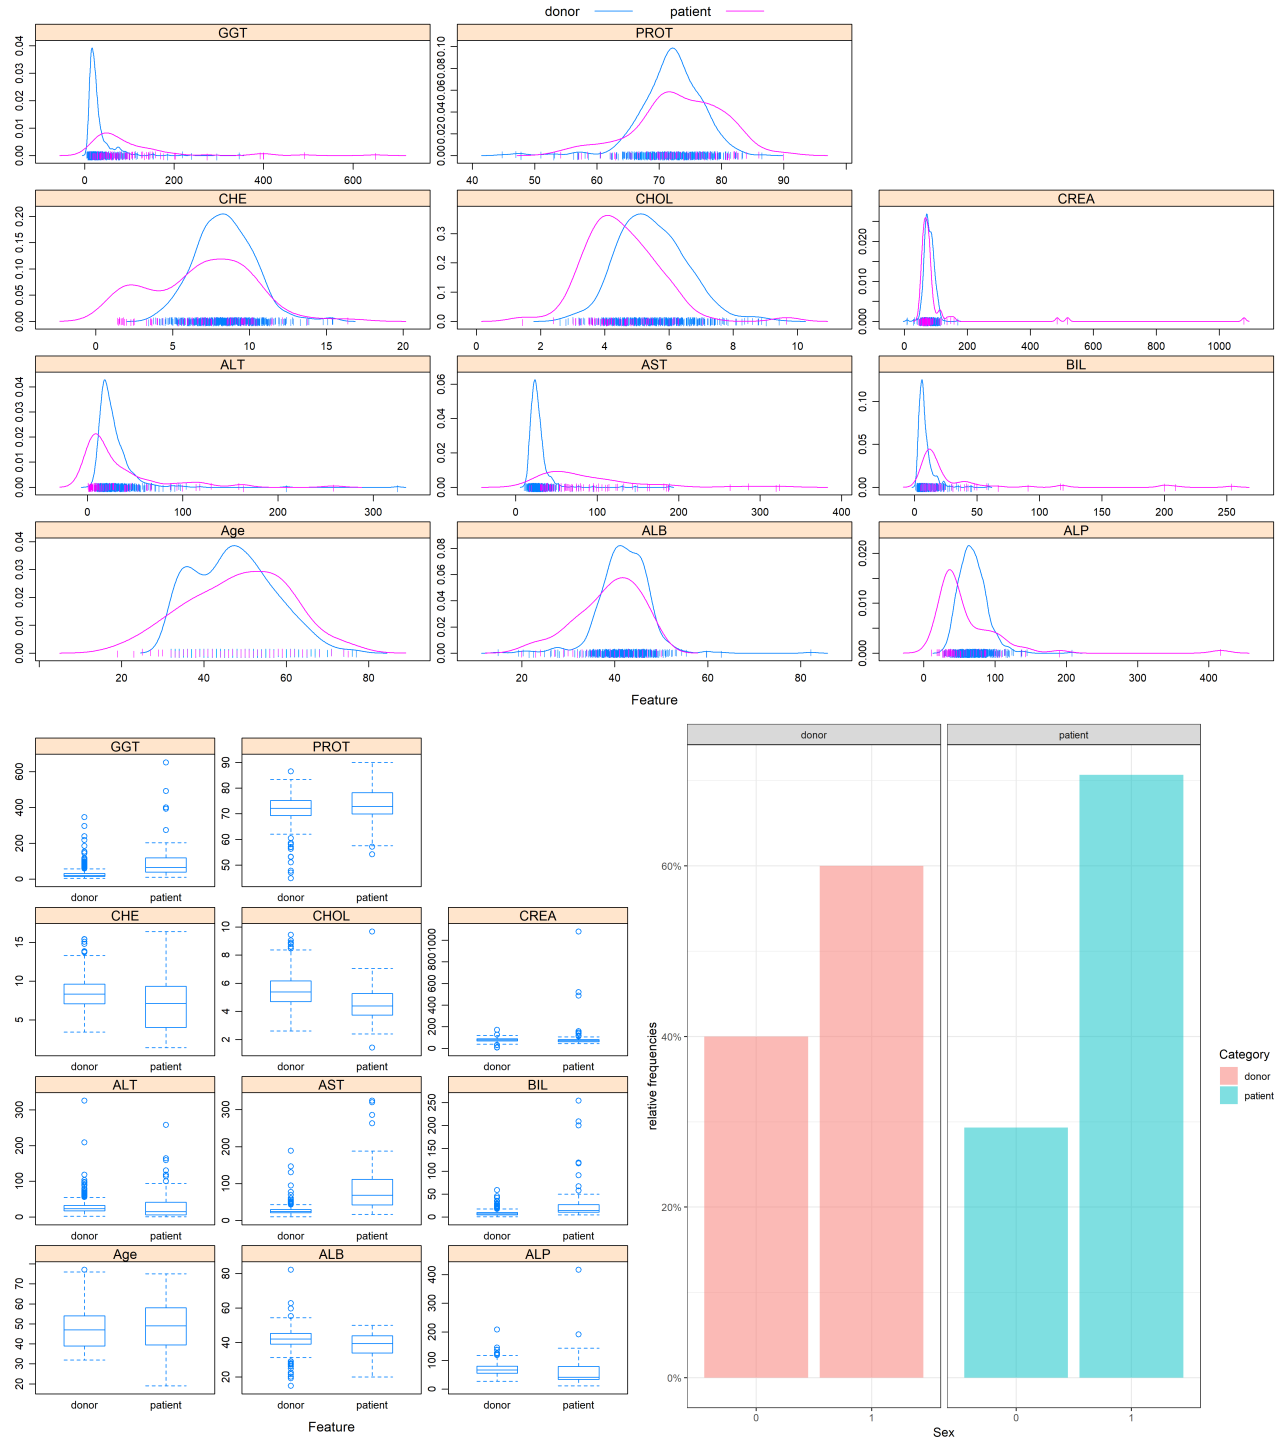 donor patient
GGT PROT
0.00 0.01 0.02 0.03 0.04
0 200 400 600
0.00 0.02 0.04 0.06 0.08 0.10
40 50 60 70 80 90
CHE CHOL CREA
0.00 0.05 0.10 0.15 0.20
0 5 10 15 20
0.0 0.1 0.2 0.3
0 2 4 6 8 10
0.000 0.010 0.020
0 200 400 600 800 1000
ALT AST BIL
0.00 0.01 0.02 0.03 0.04
0 100 200 300
0.00 0.02 0.04 0.06
0 100 200 300 400
0.00 0.05 0.10
0 50 100 150 200 250
Age ALB ALP
0.00 0.01 0.02 0.03 0.04
20 40 60 80
0.00 0.02 0.04 0.06 0.08
20 40 60 80
0.000 0.010 0.020
0 100 200 300 400
Feature
GGT PROT
0 200 400 600
donor patient
50 60 70 80 90
donor patient
CHE CHOL CREA
5 10 15
donor patient
2 4 6 8 10
donor patient
0 200 400 600 800 1000
donor patient
ALT AST BIL
0 100 200 300
donor patient
0 100 200 300
donor patient
0 50 100 150 200 250
donor patient
Age ALB ALP
20 30 40 50 60 70
donor patient
20 40 60 80
donor patient
0 100 200 300 400
donor patient
Feature
donor patient
relative frequencies
60%
40%
20%
0%
0 1 0 1
Sex
Category
donor
patient